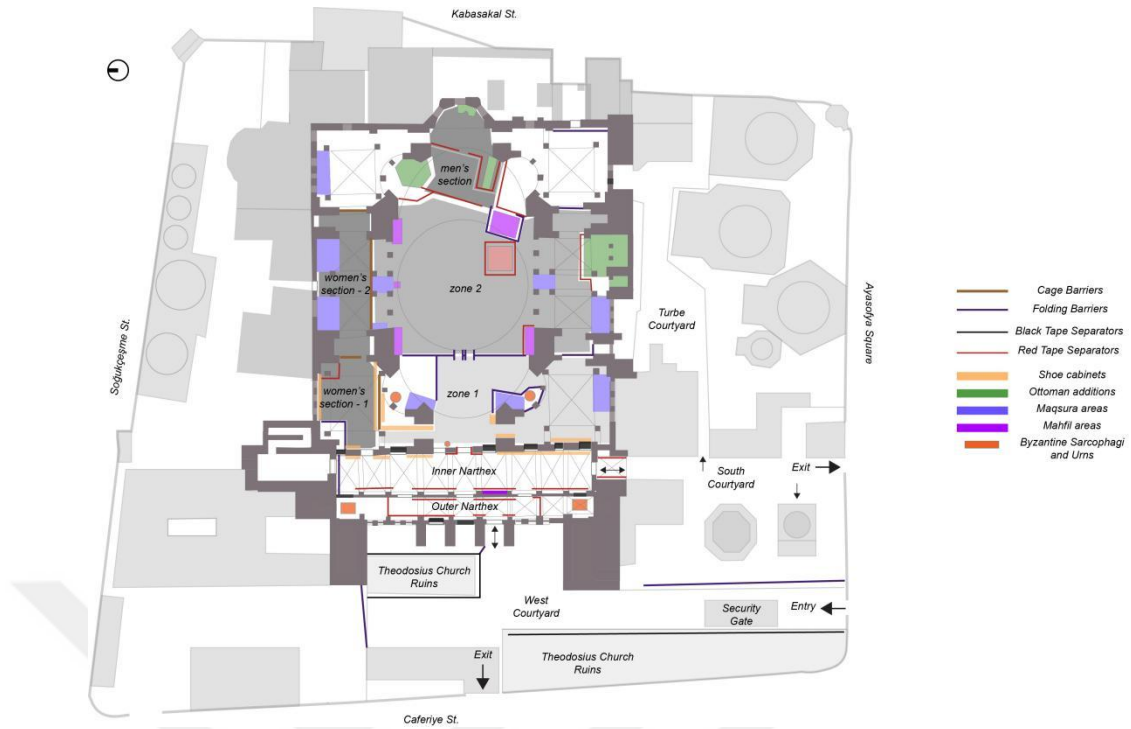 Kabasakal St.
men's
section
women's
section - 2
zone 2
Soğukçeşme St.
Turbe
Courtyard
Ayasofya Square
women's
section - 1
zone 1
Inner Narthex
South
Courtyard
Exit
Outer Narthex
Theodosius Church
Ruins
West
Courtyard
Security
Gate
Entry
Exit
Theodosius Church
Ruins
Caferiye St.
Cage Barriers
Folding Barriers
Black Tape Separators
Red Tape Separators
Shoe cabinets
Ottoman additions
Maqsura areas
Mahfil areas
Byzantine Sarcophagi
and Urns